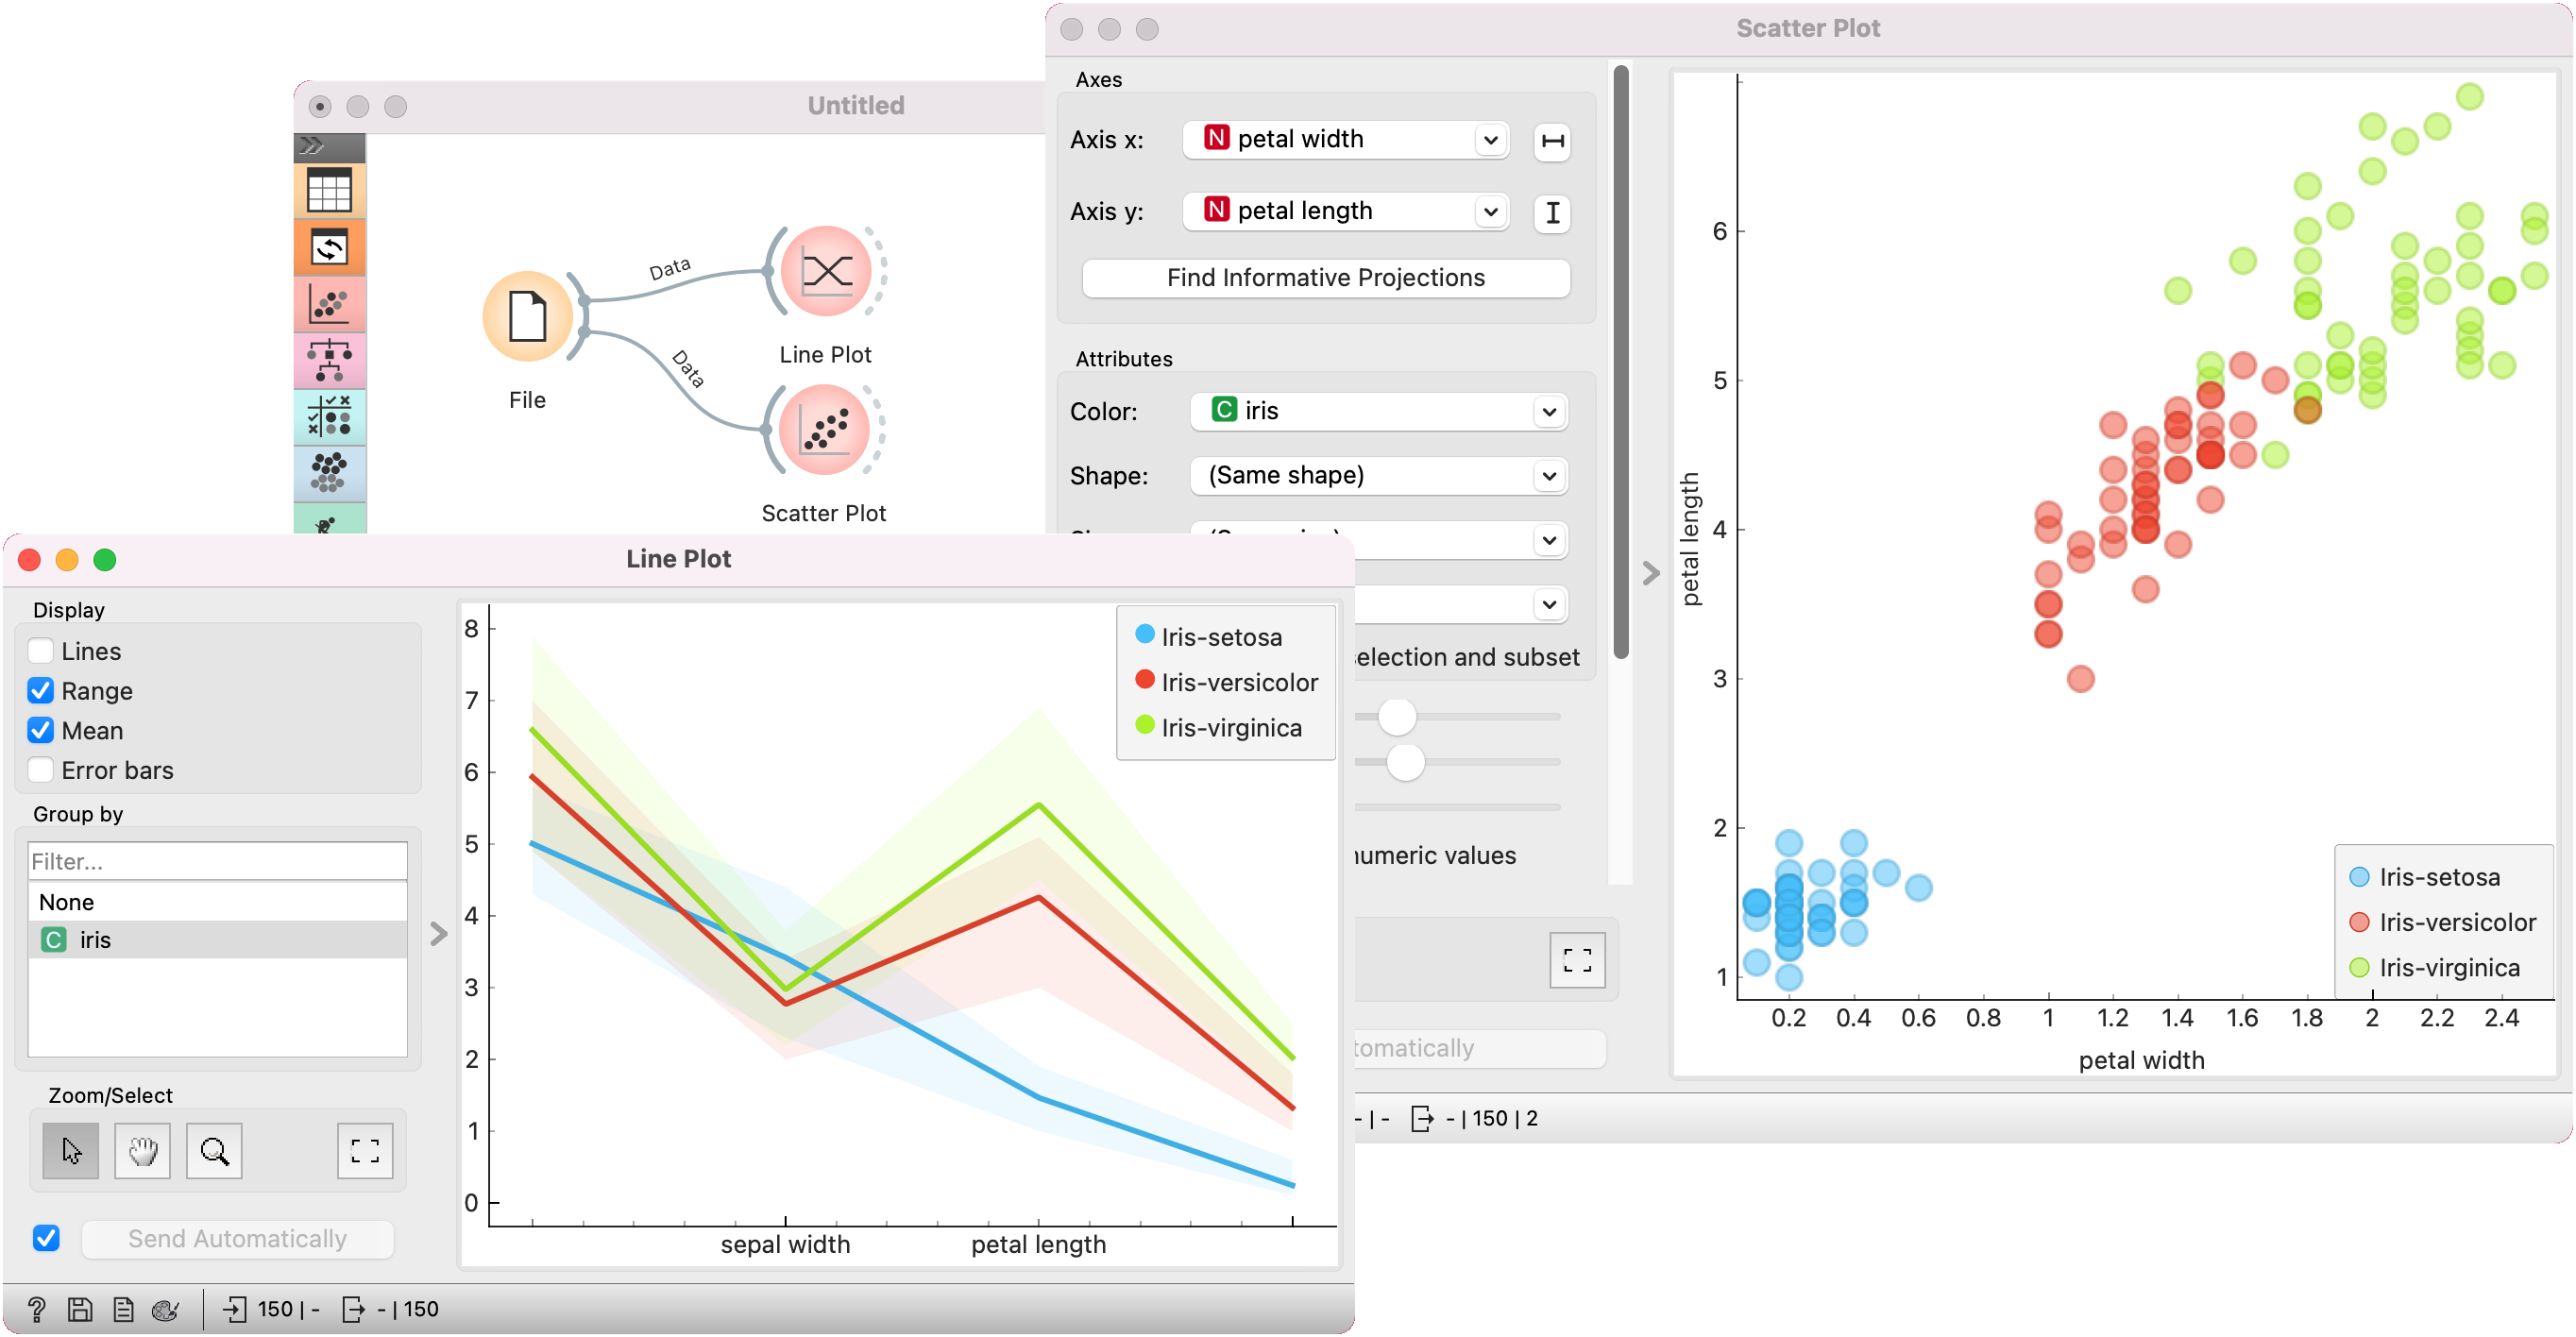 Untitled
Data
Line Plot
File
Data
Scatter Plot
Scatter Plot
Axes
Axis x: N petal width
Axis y: N petal length
Find Informative Projections
Attributes
Color: C iris
Shape: (Same shape)
selection and subset
numeric values
- | - - | 150 | 2
6
5
4
3
2
1
petal length
Iris-setosa
Iris-versicolor
Iris-virginica
0.2 0.4 0.6 0.8 1 1.2 1.4 1.6 1.8 2 2.2 2.4
petal width
Line Plot
Display
Lines
Range
Mean
Error bars
Group by
Filter...
None
C iris
Zoom/Select
Send Automatically
8
7
6
5
4
3
2
1
0
Iris-setosa
Iris-versicolor
Iris-virginica
sepal width petal length
? 150 | - - | 150